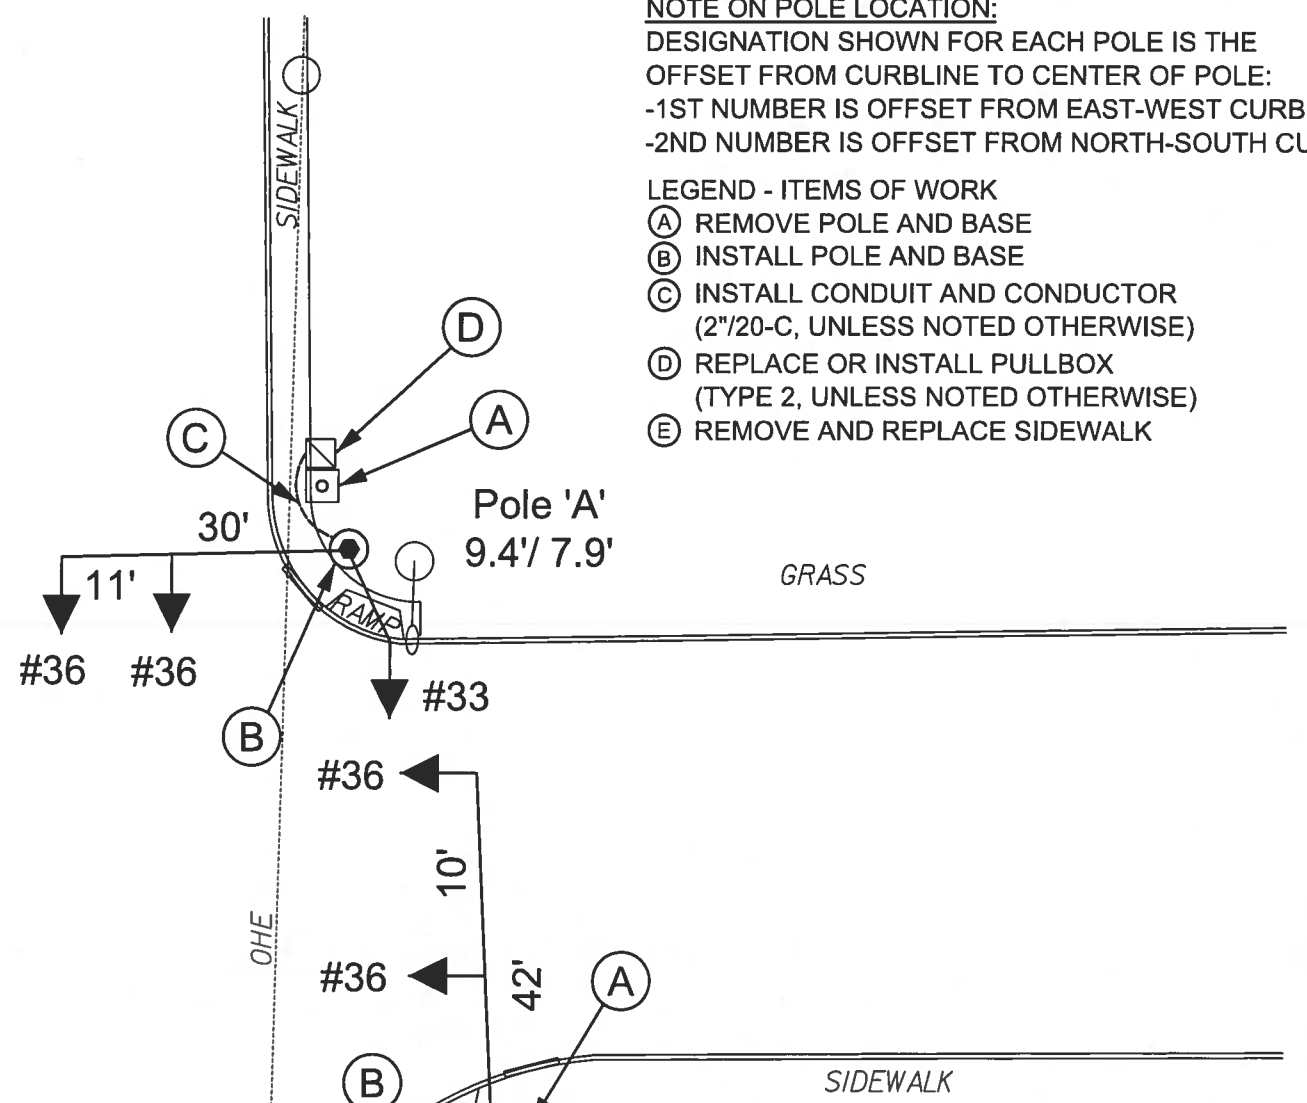 NOTE ON POLE LOCATION:
DESIGNATION SHOWN FOR EACH POLE IS THE
OFFSET FROM CURBLINE TO CENTER OF POLE:
-1ST NUMBER IS OFFSET FROM EAST-WEST CURB
-2ND NUMBER IS OFFSET FROM NORTH-SOUTH CU
LEGEND - ITEMS OF WORK
A REMOVE POLE AND BASE
B INSTALL POLE AND BASE
C INSTALL CONDUIT AND CONDUCTOR
(2"/20-C, UNLESS NOTED OTHERWISE)
D REPLACE OR INSTALL PULLBOX
(TYPE 2, UNLESS NOTED OTHERWISE)
E REMOVE AND REPLACE SIDEWALK
SIDEWALK
D
A
C
Pole 'A'
9.4'/ 7.9'
30'
11'
GRASS
RAMP
#36
#36
#33
B
#36
10'
OHE
#36
42'
A
B
SIDEWALK